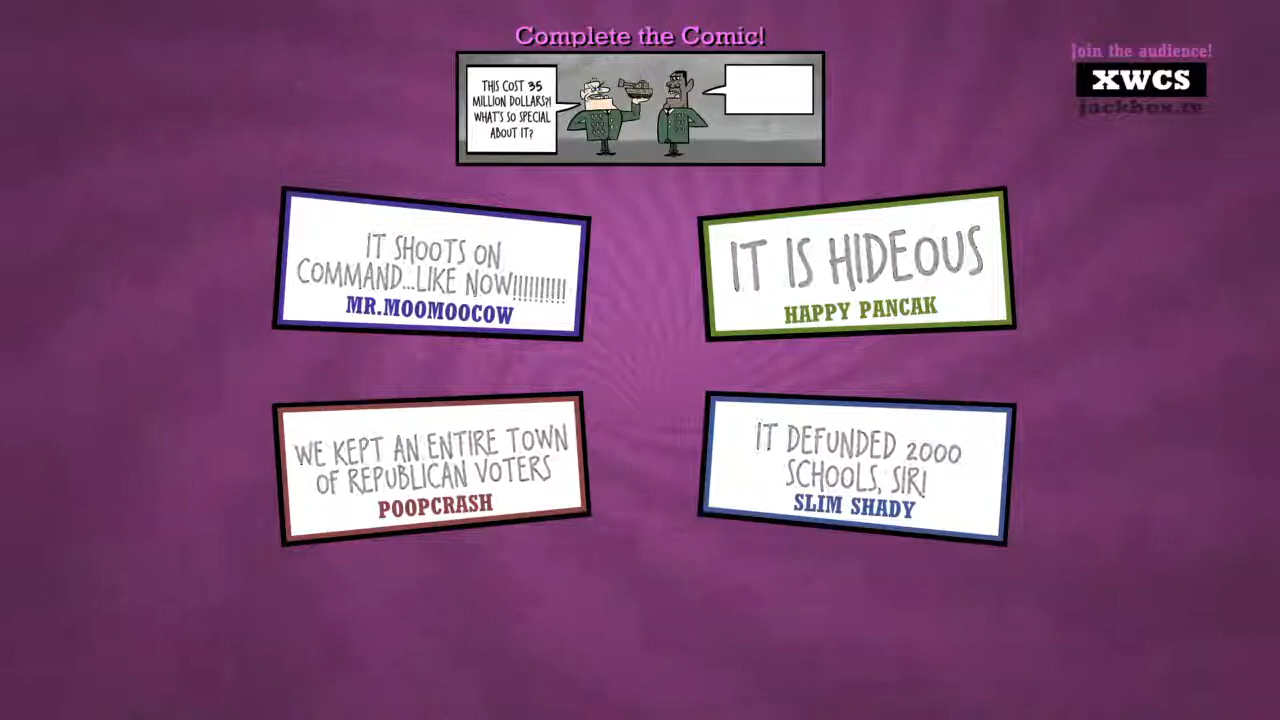 Complete the Comic!
Join the audience!
XWCS
jackbox.tv
THIS COST 35
MILLION DOLLARS?!
WHAT'S SO SPECIAL
ABOUT IT?
IT SHOOTS ON
COMMAND...LIKE NOW!!!!!!!!!!
MR.MOOMOOCOW
IT IS HIDEOUS
HAPPY PANCAK
WE KEPT AN ENTIRE TOWN
OF REPUBLICAN VOTERS
POOPCRASH
IT DEFUNDED 2000
SCHOOLS, SIR!
SLIM SHADY